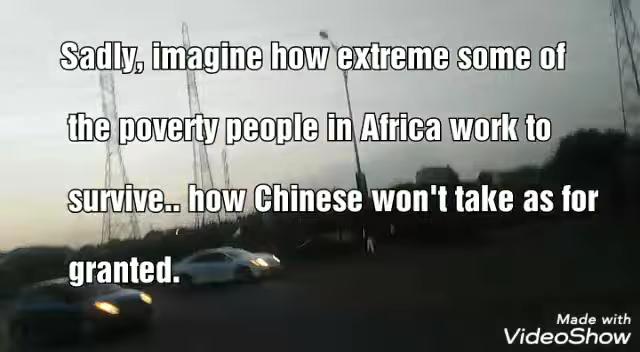 Sadly, imagine how extreme some of
the poverty people in Africa work to
survive.. how Chinese won't take as for
granted.
Made with
VideoShow